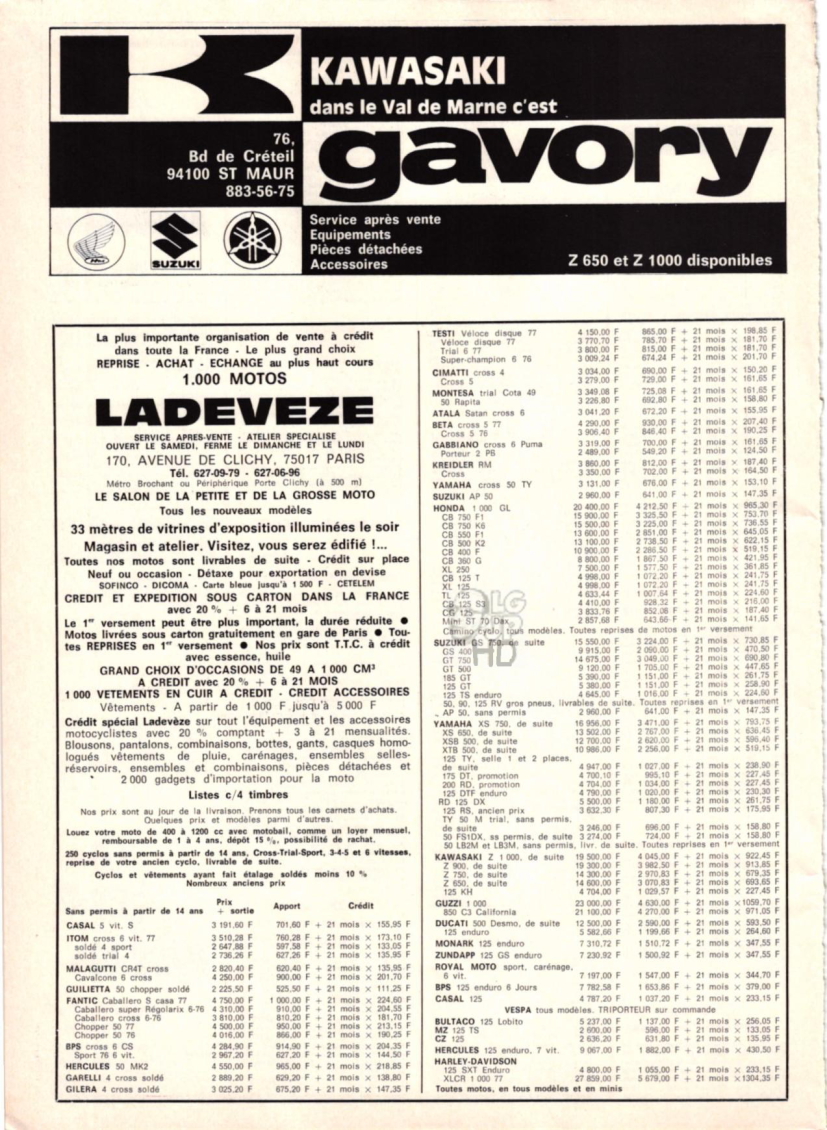 KAWASAKI
dans le Val de Marne c'est
76,
Bd de Créteil
94100 ST MAUR
883-56-75
gavory
SUZUKI
Service après vente
Equipements
Pièces détachées
Accessoires
Z 650 et Z 1000 disponibles
La plus importante organisation de vente à crédit
dans toute la France - Le plus grand choix
REPRISE - ACHAT - ECHANGE au plus haut cours
1.000 MOTOS
LADEVEZE
SERVICE APRES-VENTE - ATELIER SPECIALISE
OUVERT LE SAMEDI, FERME LE DIMANCHE ET LE LUNDI
170, AVENUE DE CLICHY, 75017 PARIS
Tél. 627-09-79 - 627-06-96
Métro Brochant ou Périphérique Porte Clichy (à 500 m)
LE SALON DE LA PETITE ET DE LA GROSSE MOTO
Tous les nouveaux modèles
33 mètres de vitrines d'exposition illuminées le soir
Magasin et atelier. Visitez, vous serez édifié !...
Toutes nos motos sont livrables de suite - Crédit sur place
Neuf ou occasion - Détaxe pour exportation en devise
SOFINCO - DICOMA - Carte bleue jusqu'à 1 500 F - CETELEM
CREDIT ET EXPEDITION SOUS CARTON DANS LA FRANCE
avec 20 % + 6 à 21 mois
Le 1er versement peut être plus important, la durée réduite ●
Motos livrées sous carton gratuitement en gare de Paris ● Tou-
tes REPRISES en 1er versement ● Nos prix sont T.T.C. à crédit
avec essence, huile
GRAND CHOIX D'OCCASIONS DE 49 A 1 000 CM³
A CREDIT avec 20 % + 6 à 21 MOIS
1 000 VETEMENTS EN CUIR A CREDIT - CREDIT ACCESSOIRES
Vêtements - A partir de 1 000 F jusqu'à 5 000 F
Crédit spécial Ladevèze sur tout l'équipement et les accessoires
motocyclistes avec 20 % comptant + 3 à 21 mensualités.
Blousons, pantalons, combinaisons, bottes, gants, casques homo-
logués vêtements de pluie, carénages, ensembles selles-
réservoirs, ensembles et combinaisons, pièces détachées et
2 000 gadgets d'importation pour la moto
Listes c/4 timbres
Nos prix sont au jour de la livraison. Prenons tous les carnets d'achats.
Quelques prix et modèles parmi d'autres.
Louez votre moto de 400 à 1200 cc avec motobail, comme un loyer mensuel,
remboursable de 1 à 4 ans, dépôt 15 %, possibilité de rachat.
250 cyclos sans permis à partir de 14 ans, Cross-Trial-Sport, 3-4-5 et 6 vitesses,
reprise de votre ancien cyclo, livrable de suite.
Cyclos et vêtements ayant fait étalage soldés moins 10 %
Nombreux anciens prix
Sans permis à partir de 14 ans Prix + sortie Apport Crédit
CASAL 5 vit. S 3 191,60 F 701,60 F + 21 mois × 155,95 F
ITOM cross 6 vit. 77 3 510,28 F 760,28 F + 21 mois × 173,10 F
soldé 4 sport 2 647,88 F 597,58 F + 21 mois × 133,05 F
soldé trial 4 2 736,26 F 627,26 F + 21 mois × 135,95 F
MALAGUTTI CR4T cross 2 820,40 F 620,40 F + 21 mois × 135,95 F
Cavalcone 6 cross 4 250,00 F 900,00 F + 21 mois × 201,70 F
GUILIETTA 50 chopper soldé 2 225,50 F 525,50 F + 21 mois × 111,25 F
FANTIC Caballero S casa 77 4 750,00 F 1 000,00 F + 21 mois × 224,60 F
Caballero super Régolarix 6-76 4 310,00 F 910,00 F + 21 mois × 204,55 F
Caballero cross 6-76 3 810,00 F 810,20 F + 21 mois × 181,70 F
Chopper 50 77 4 500,00 F 950,00 F + 21 mois × 213,15 F
Chopper 50 76 4 016,00 F 866,00 F + 21 mois × 190,25 F
BPS cross 6 CS 4 284,90 F 914,90 F + 21 mois × 204,35 F
Sport 76 6 vit. 2 967,20 F 627,20 F + 21 mois × 144,50 F
HERCULES 50 MK2 4 550,00 F 965,00 F + 21 mois × 218,85 F
GARELLI 4 cross soldé 2 889,20 F 629,20 F + 21 mois × 138,80 F
GILERA 4 cross soldé 3 025,20 F 675,20 F + 21 mois × 147,35 F
TESTI Véloce disque 77 4 150,00 F 865,00 F + 21 mois × 198,85 F
Véloce disque 77 3 770,70 F 785,70 F + 21 mois × 181,70 F
Trial 6 77 3 800,00 F 815,00 F + 21 mois × 181,70 F
Super-champion 6 76 3 009,24 F 674,24 F + 21 mois × 201,70 F
CIMATTI cross 4 3 034,00 F 690,00 F + 21 mois × 150,20 F
Cross 5 3 279,00 F 729,00 F + 21 mois × 161,65 F
MONTESA trial Cota 49 3 349,08 F 725,08 F + 21 mois × 161,65 F
50 Rapita 3 226,80 F 692,80 F + 21 mois × 158,80 F
ATALA Satan cross 6 3 041,20 F 672,20 F + 21 mois × 155,95 F
BETA cross 5 77 4 290,00 F 930,00 F + 21 mois × 207,40 F
Cross 5 76 3 906,40 F 846,40 F + 21 mois × 190,25 F
GABBIANO cross 6 Puma 3 319,00 F 700,00 F + 21 mois × 161,65 F
Porteur 2 PB 2 489,00 F 549,20 F + 21 mois × 124,50 F
KREIDLER RM 3 860,00 F 812,00 F + 21 mois × 187,40 F
Cross 3 350,00 F 702,00 F + 21 mois × 164,50 F
YAMAHA cross 50 TY 3 131,00 F 676,00 F + 21 mois × 153,10 F
SUZUKI AP 50 2 960,00 F 641,00 F + 21 mois × 147,35 F
HONDA 1 000 GL 20 400,00 F 4 212,50 F + 21 mois × 965,30 F
CB 750 F1 15 900,00 F 3 325,50 F + 21 mois × 753,70 F
CB 750 K6 15 500,00 F 3 225,00 F + 21 mois × 736,55 F
CB 550 F1 13 600,00 F 2 851,00 F + 21 mois × 645,05 F
CB 500 K2 13 100,00 F 2 738,50 F + 21 mois × 622,15 F
CB 400 F 10 900,00 F 2 286,50 F + 21 mois × 519,15 F
CB 360 G 8 800,00 F 1 867,50 F + 21 mois × 421,95 F
XL 250 7 500,00 F 1 577,50 F + 21 mois × 361,85 F
CB 125 T 4 998,00 F 1 072,20 F + 21 mois × 241,75 F
XL 125 4 998,00 F 1 072,20 F + 21 mois × 241,75 F
TL 125 4 633,44 F 1 007,64 F + 21 mois × 224,60 F
CB 125 S3 4 410,00 F 928,32 F + 21 mois × 216,00 F
CG 125 3 833,76 F 852,08 F + 21 mois × 187,40 F
Mini ST 70 Dax 2 857,68 F 643,66 F + 21 mois × 141,65 F
tous modèles. Toutes reprises de motos en 1er versement
SUZUKI GS 750, de suite 15 550,00 F 3 224,00 F + 21 mois × 730,85 F
GS 400 9 915,00 F 2 090,00 F + 21 mois × 470,50 F
GT 750 14 675,00 F 3 049,00 F + 21 mois × 690,80 F
GT 500 9 120,00 F 1 705,00 F + 21 mois × 447,65 F
185 GT 5 390,00 F 1 151,00 F + 21 mois × 261,75 F
125 GT 5 380,00 F 1 151,00 F + 21 mois × 258,90 F
125 TS enduro 4 645,00 F 1 016,00 F + 21 mois × 224,60 F
50, 90, 125 RV gros pneus, livrables de suite. Toutes reprises en 1er versement
AP 50, sans permis 2 960,00 F 641,00 F + 21 mois × 147,35 F
YAMAHA XS 750, de suite 16 956,00 F 3 471,00 F + 21 mois × 793,75 F
XS 650, de suite 13 502,00 F 2 767,00 F + 21 mois × 636,45 F
XSB 500, de suite 12 700,00 F 2 620,00 F + 21 mois × 596,40 F
XTB 500, de suite 10 986,00 F 2 256,00 F + 21 mois × 519,15 F
125 TY, selle 1 et 2 places,
de suite 4 947,00 F 1 027,00 F + 21 mois × 238,90 F
175 DT, promotion 4 700,10 F 995,10 F + 21 mois × 227,45 F
200 RD, promotion 4 704,00 F 1 034,00 F + 21 mois × 227,45 F
125 DTF enduro 4 790,00 F 1 020,00 F + 21 mois × 230,30 F
RD 125 DX 5 500,00 F 1 180,00 F + 21 mois × 261,75 F
125 RS, ancien prix 3 632,30 F 807,30 F + 21 mois × 175,95 F
TY 50 M trial, sans permis,
de suite 3 246,00 F 696,00 F + 21 mois × 158,80 F
50 FS1DX, ss permis, de suite 3 274,00 F 724,00 F + 21 mois × 158,80 F
50 LB2M et LB3M, sans permis, livr. de suite. Toutes reprises en 1er versement
KAWASAKI Z 1 000, de suite 19 500,00 F 4 045,00 F + 21 mois × 922,45 F
Z 900, de suite 19 300,00 F 3 982,50 F + 21 mois × 913,85 F
Z 750, de suite 14 300,00 F 2 970,83 F + 21 mois × 679,35 F
Z 650, de suite 14 600,00 F 3 070,83 F + 21 mois × 693,65 F
125 KH 4 704,00 F 1 029,57 F + 21 mois × 227,45 F
GUZZI 1 000 23 000,00 F 4 630,00 F + 21 mois ×1059,70 F
850 C3 California 21 100,00 F 4 270,00 F + 21 mois × 971,05 F
DUCATI 500 Desmo, de suite 12 500,00 F 2 590,00 F + 21 mois × 593,50 F
125 enduro 5 582,66 F 1 199,66 F + 21 mois × 264,60 F
MONARK 125 enduro 7 310,72 F 1 510,72 F + 21 mois × 347,55 F
ZUNDAPP 125 GS enduro 7 230,92 F 1 500,92 F + 21 mois × 347,55 F
ROYAL MOTO sport, carénage,
6 vit. 7 197,00 F 1 547,00 F + 21 mois × 344,70 F
BPS 125 enduro 6 Jours 7 782,58 F 1 653,86 F + 21 mois × 379,00 F
CASAL 125 4 787,20 F 1 037,20 F + 21 mois × 233,15 F
VESPA tous modèles. TRIPORTEUR sur commande
BULTACO 125 Lobito 5 237,00 F 1 137,00 F + 21 mois × 256,05 F
MZ 125 TS 2 600,00 F 596,00 F + 21 mois × 133,05 F
CZ 125 2 636,20 F 631,80 F + 21 mois × 135,95 F
HERCULES 125 enduro, 7 vit. 9 067,00 F 1 882,00 F + 21 mois × 430,50 F
HARLEY-DAVIDSON
125 SXT Enduro 4 800,00 F 1 055,00 F + 21 mois × 233,15 F
XLCR 1 000 77 27 859,00 F 5 679,00 F + 21 mois ×1304,35 F
Toutes motos, en tous modèles et en minis